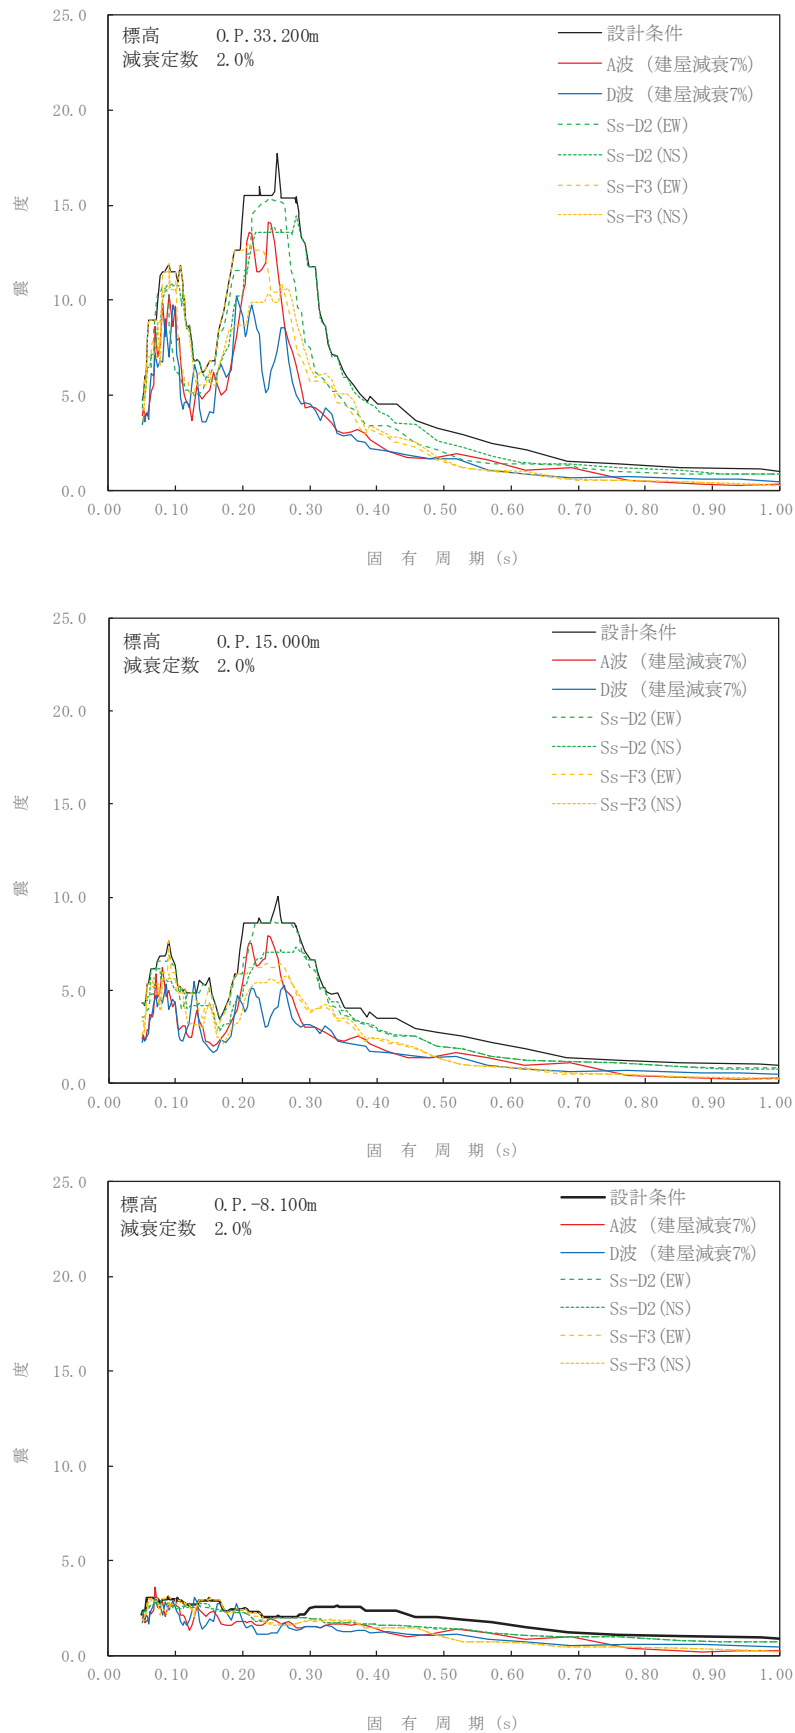 25.0
標高 O.P.33.200m
減衰定数 2.0%
設計条件
A波 (建屋減衰7%)
D波 (建屋減衰7%)
Ss-D2(EW)
Ss-D2(NS)
Ss-F3(EW)
Ss-F3(NS)
20.0
15.0
10.0
5.0
0.0
震 度
0.00 0.10 0.20 0.30 0.40 0.50 0.60 0.70 0.80 0.90 1.00
固 有 周 期(s)
25.0
標高 O.P.15.000m
減衰定数 2.0%
設計条件
A波 (建屋減衰7%)
D波 (建屋減衰7%)
Ss-D2(EW)
Ss-D2(NS)
Ss-F3(EW)
Ss-F3(NS)
20.0
15.0
10.0
5.0
0.0
震 度
0.00 0.10 0.20 0.30 0.40 0.50 0.60 0.70 0.80 0.90 1.00
固 有 周 期 (s)
25.0
標高 O.P.-8.100m
減衰定数 2.0%
設計条件
A波 (建屋減衰7%)
D波 (建屋減衰7%)
Ss-D2(EW)
Ss-D2(NS)
Ss-F3(EW)
Ss-F3(NS)
20.0
15.0
10.0
5.0
0.0
震 度
0.00 0.10 0.20 0.30 0.40 0.50 0.60 0.70 0.80 0.90 1.00
固 有 周 期 (s)